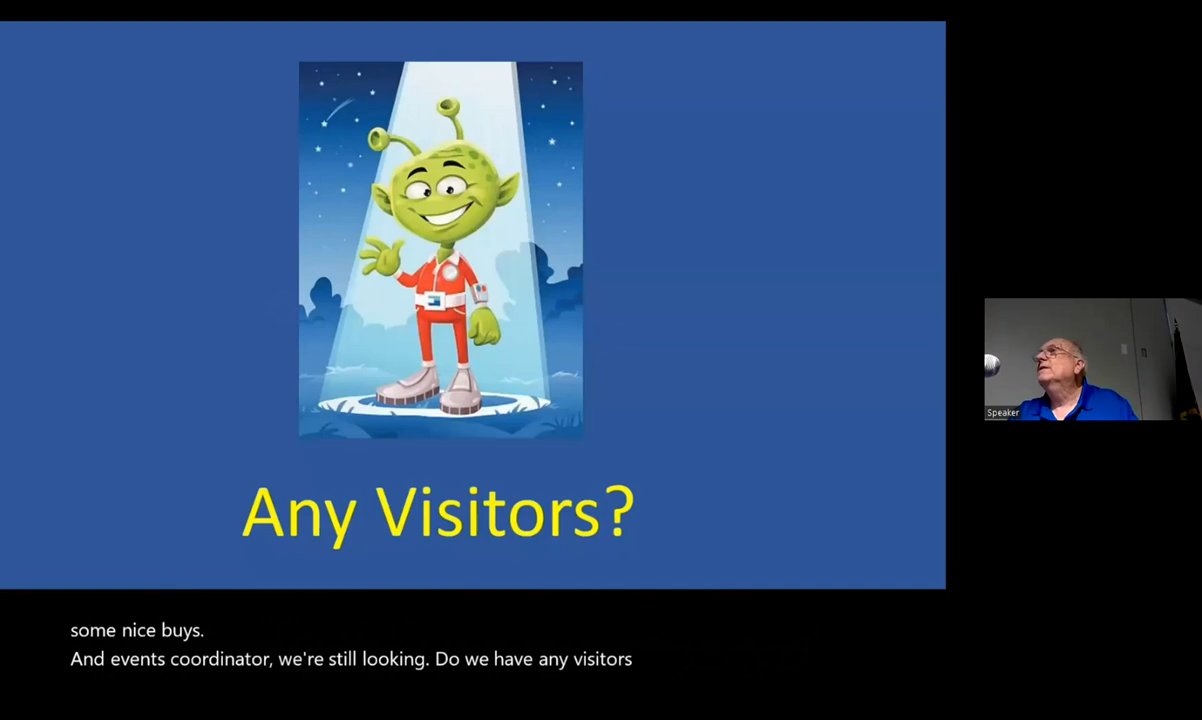 Any Visitors?
Speaker
some nice buys.
And events coordinator, we're still looking. Do we have any visitors